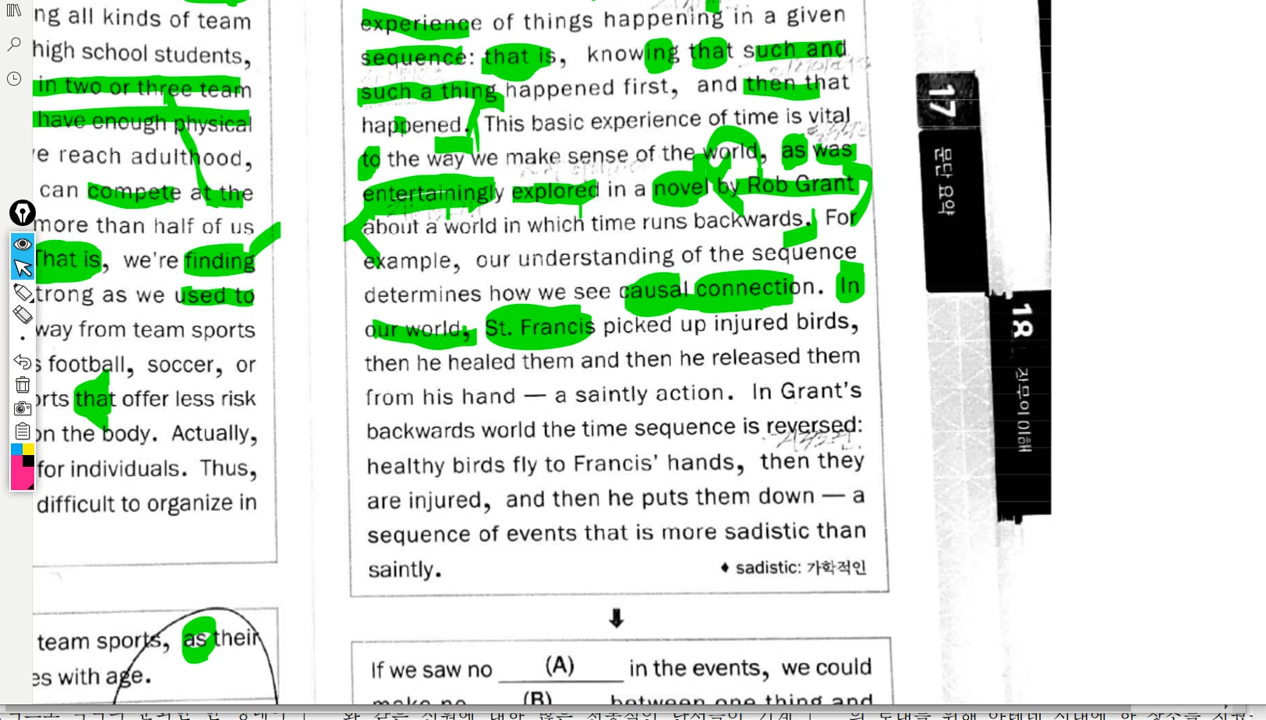 ng all kinds of team
high school students,
in two or three team
have enough physical
e reach adulthood,
can compete at the
more than half of us
That is, we're finding
trong as we used to
way from team sports
s football, soccer, or
orts that offer less risk
on the body. Actually,
for individuals. Thus,
difficult to organize in
team sports, as their
es with age.
experience of things happening in a given
sequence: that is, knowing that such and
such a thing happened first, and then that
happened. This basic experience of time is vital
to the way we make sense of the world, as was
entertainingly explored in a novel by Rob Grant
about a world in which time runs backwards. For
example, our understanding of the sequence
determines how we see causal connection. In
our world, St. Francis picked up injured birds,
then he healed them and then he released them
from his hand — a saintly action. In Grant's
backwards world the time sequence is reversed:
healthy birds fly to Francis' hands, then they
are injured, and then he puts them down — a
sequence of events that is more sadistic than
saintly.
♦ sadistic: 가학적인
If we saw no (A) in the events, we could
make no (B) between one thing and
17
문단 요약
18